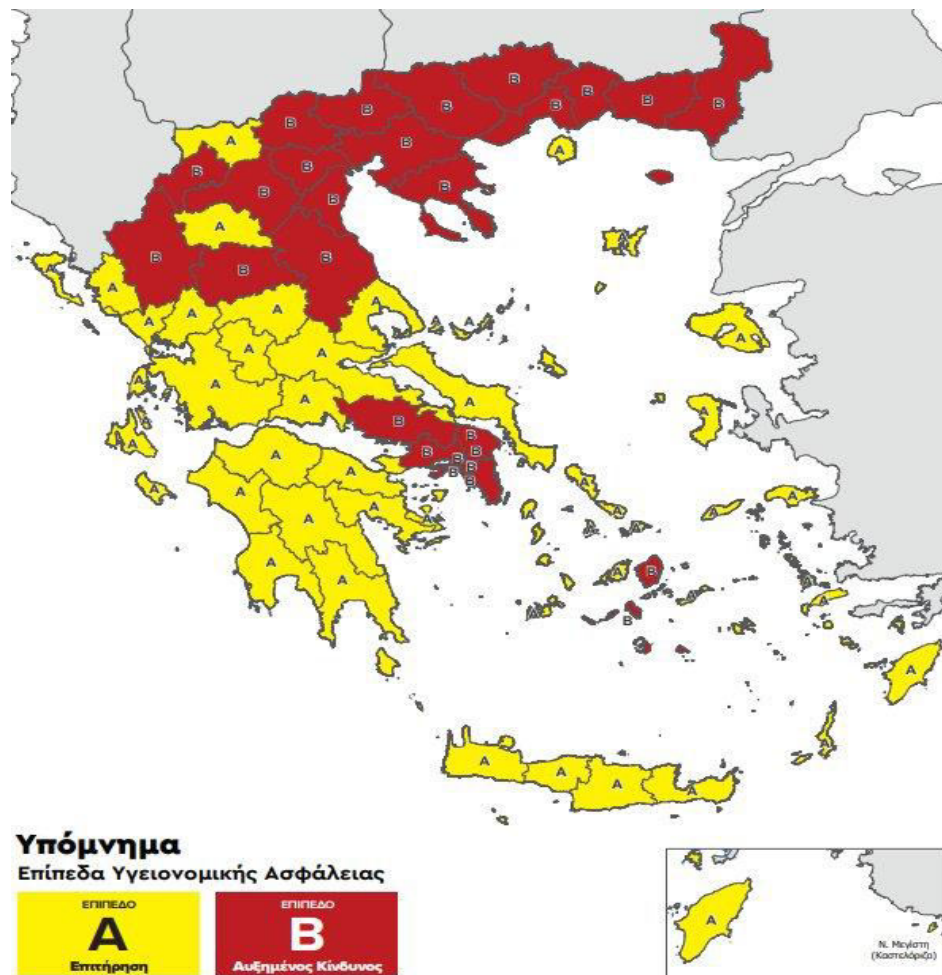 Β
Β
Β Β Β
Β Β
Β
Α Β Α
Β
Β
Β
Β Β
Α
Α
Β Β
Α Β
Α
Α
Α Α
Α Α Α
Α
Α Α
Α Α
Α Α
Α
Β Α
Β
Α
Β Β
Α Β
Β
Α Β
Β Α
Α Α Α
Α
Α Α Α
Α Α
Α Α
Α Α Β
Α Α
Α Α
Α Β
Α
Α
Α
Α Α
Α Α
Υπόμνημα
Επίπεδα Υγειονομικής Ασφάλειας
ΕΠΙΠΕΔΟ ΕΠΙΠΕΔΟ
Α Β
Επιτήρηση Αυξημένος Κίνδυνος
Α
Ν. Μεγίστη
(Καστελόριζο)